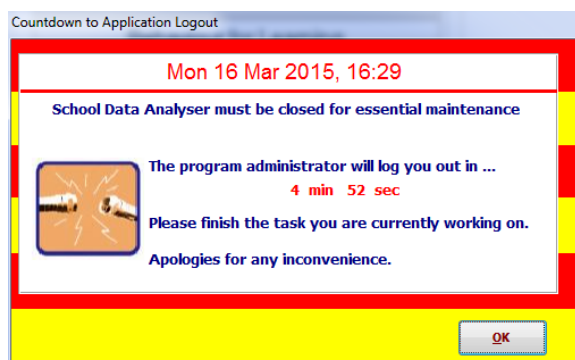 Countdown to Application Logout
Mon 16 Mar 2015, 16:29
School Data Analyser must be closed for essential maintenance
The program administrator will log you out in ...
4 min 52 sec
Please finish the task you are currently working on.
Apologies for any inconvenience.
OK